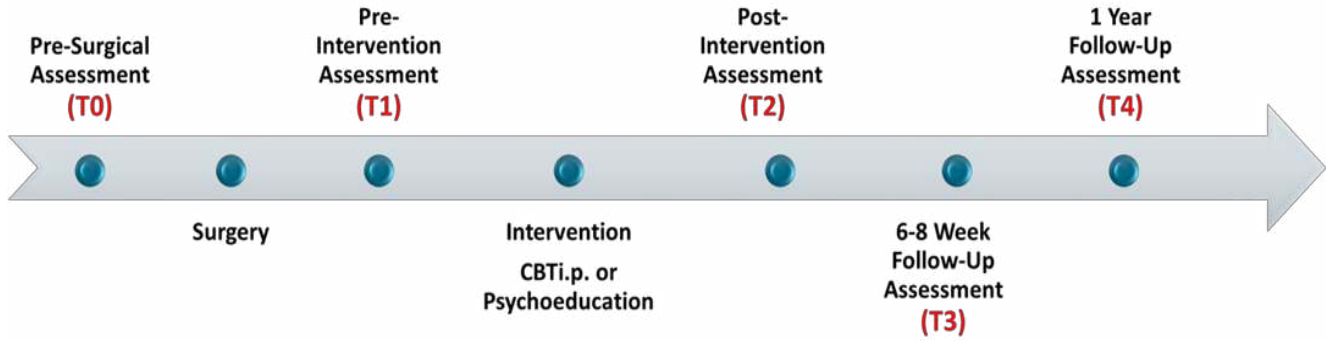 Pre-Surgical
Assessment
(T0)
Surgery
Pre-
Intervention
Assessment
(T1)
Intervention
CBTi.p. or
Psychoeducation
Post-
Intervention
Assessment
(T2)
6-8 Week
Follow-Up
Assessment
(T3)
1 Year
Follow-Up
Assessment
(T4)